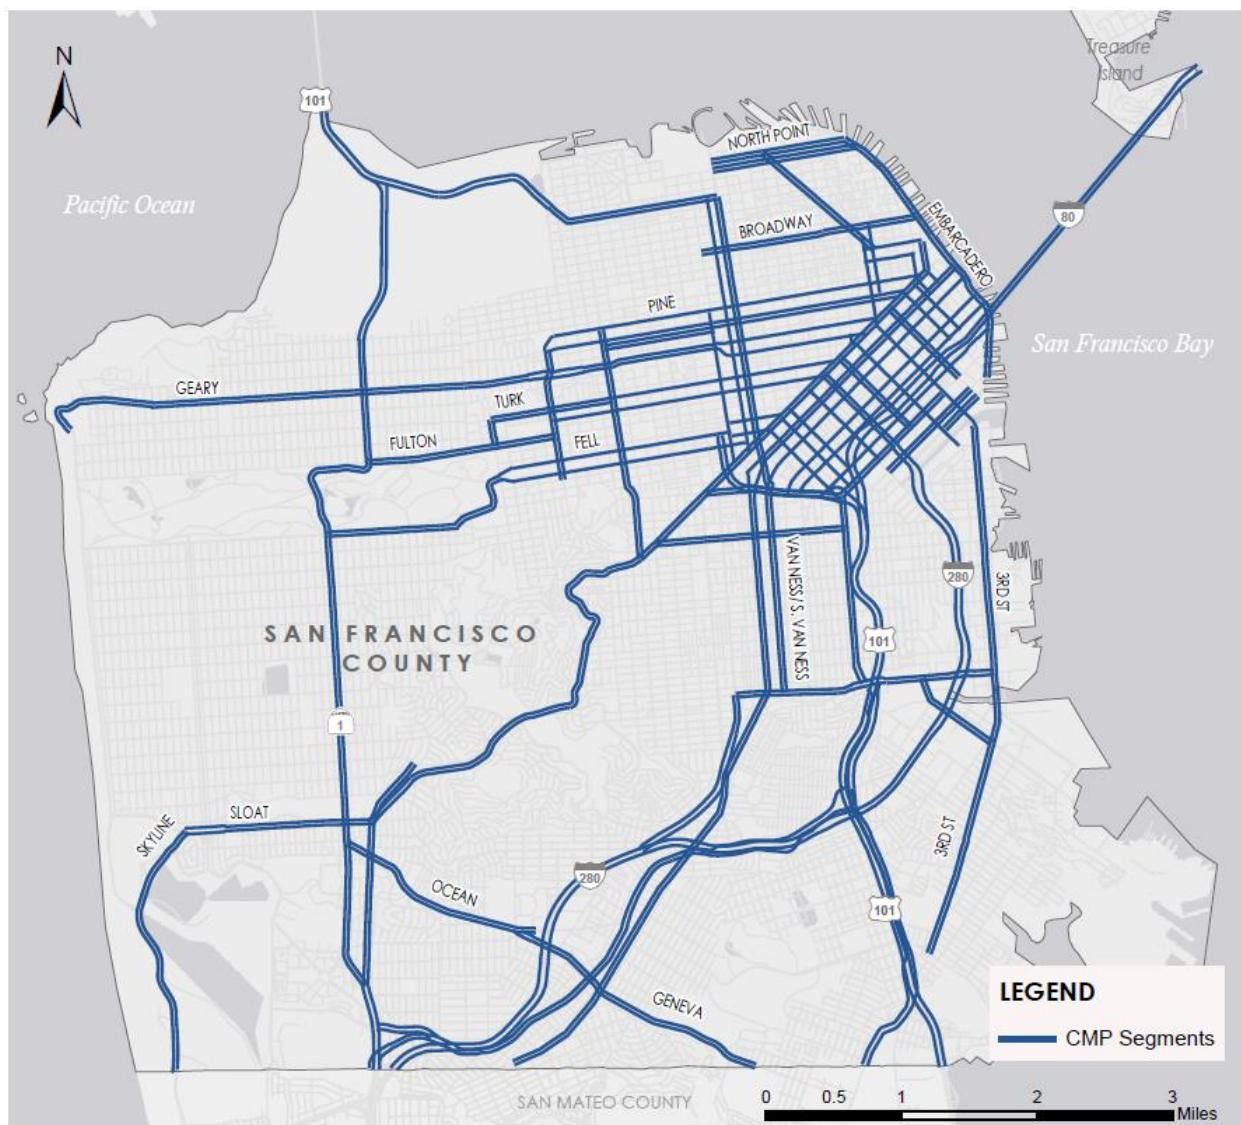 N
101
Treasure
Island
NORTH POINT
Pacific Ocean
80
BROADWAY
EMBARCADERO
PINE
San Francisco Bay
GEARY
TURK
FULTON
FELL
280
3RD ST
VAN NESS/ S. VAN NESS
101
SAN FRANCISCO
COUNTY
1
SLOAT
SKYLINE
3RD ST
280
OCEAN
101
GENEVA
LEGEND
CMP Segments
SAN MATEO COUNTY
0 0.5 1 2 3
Miles